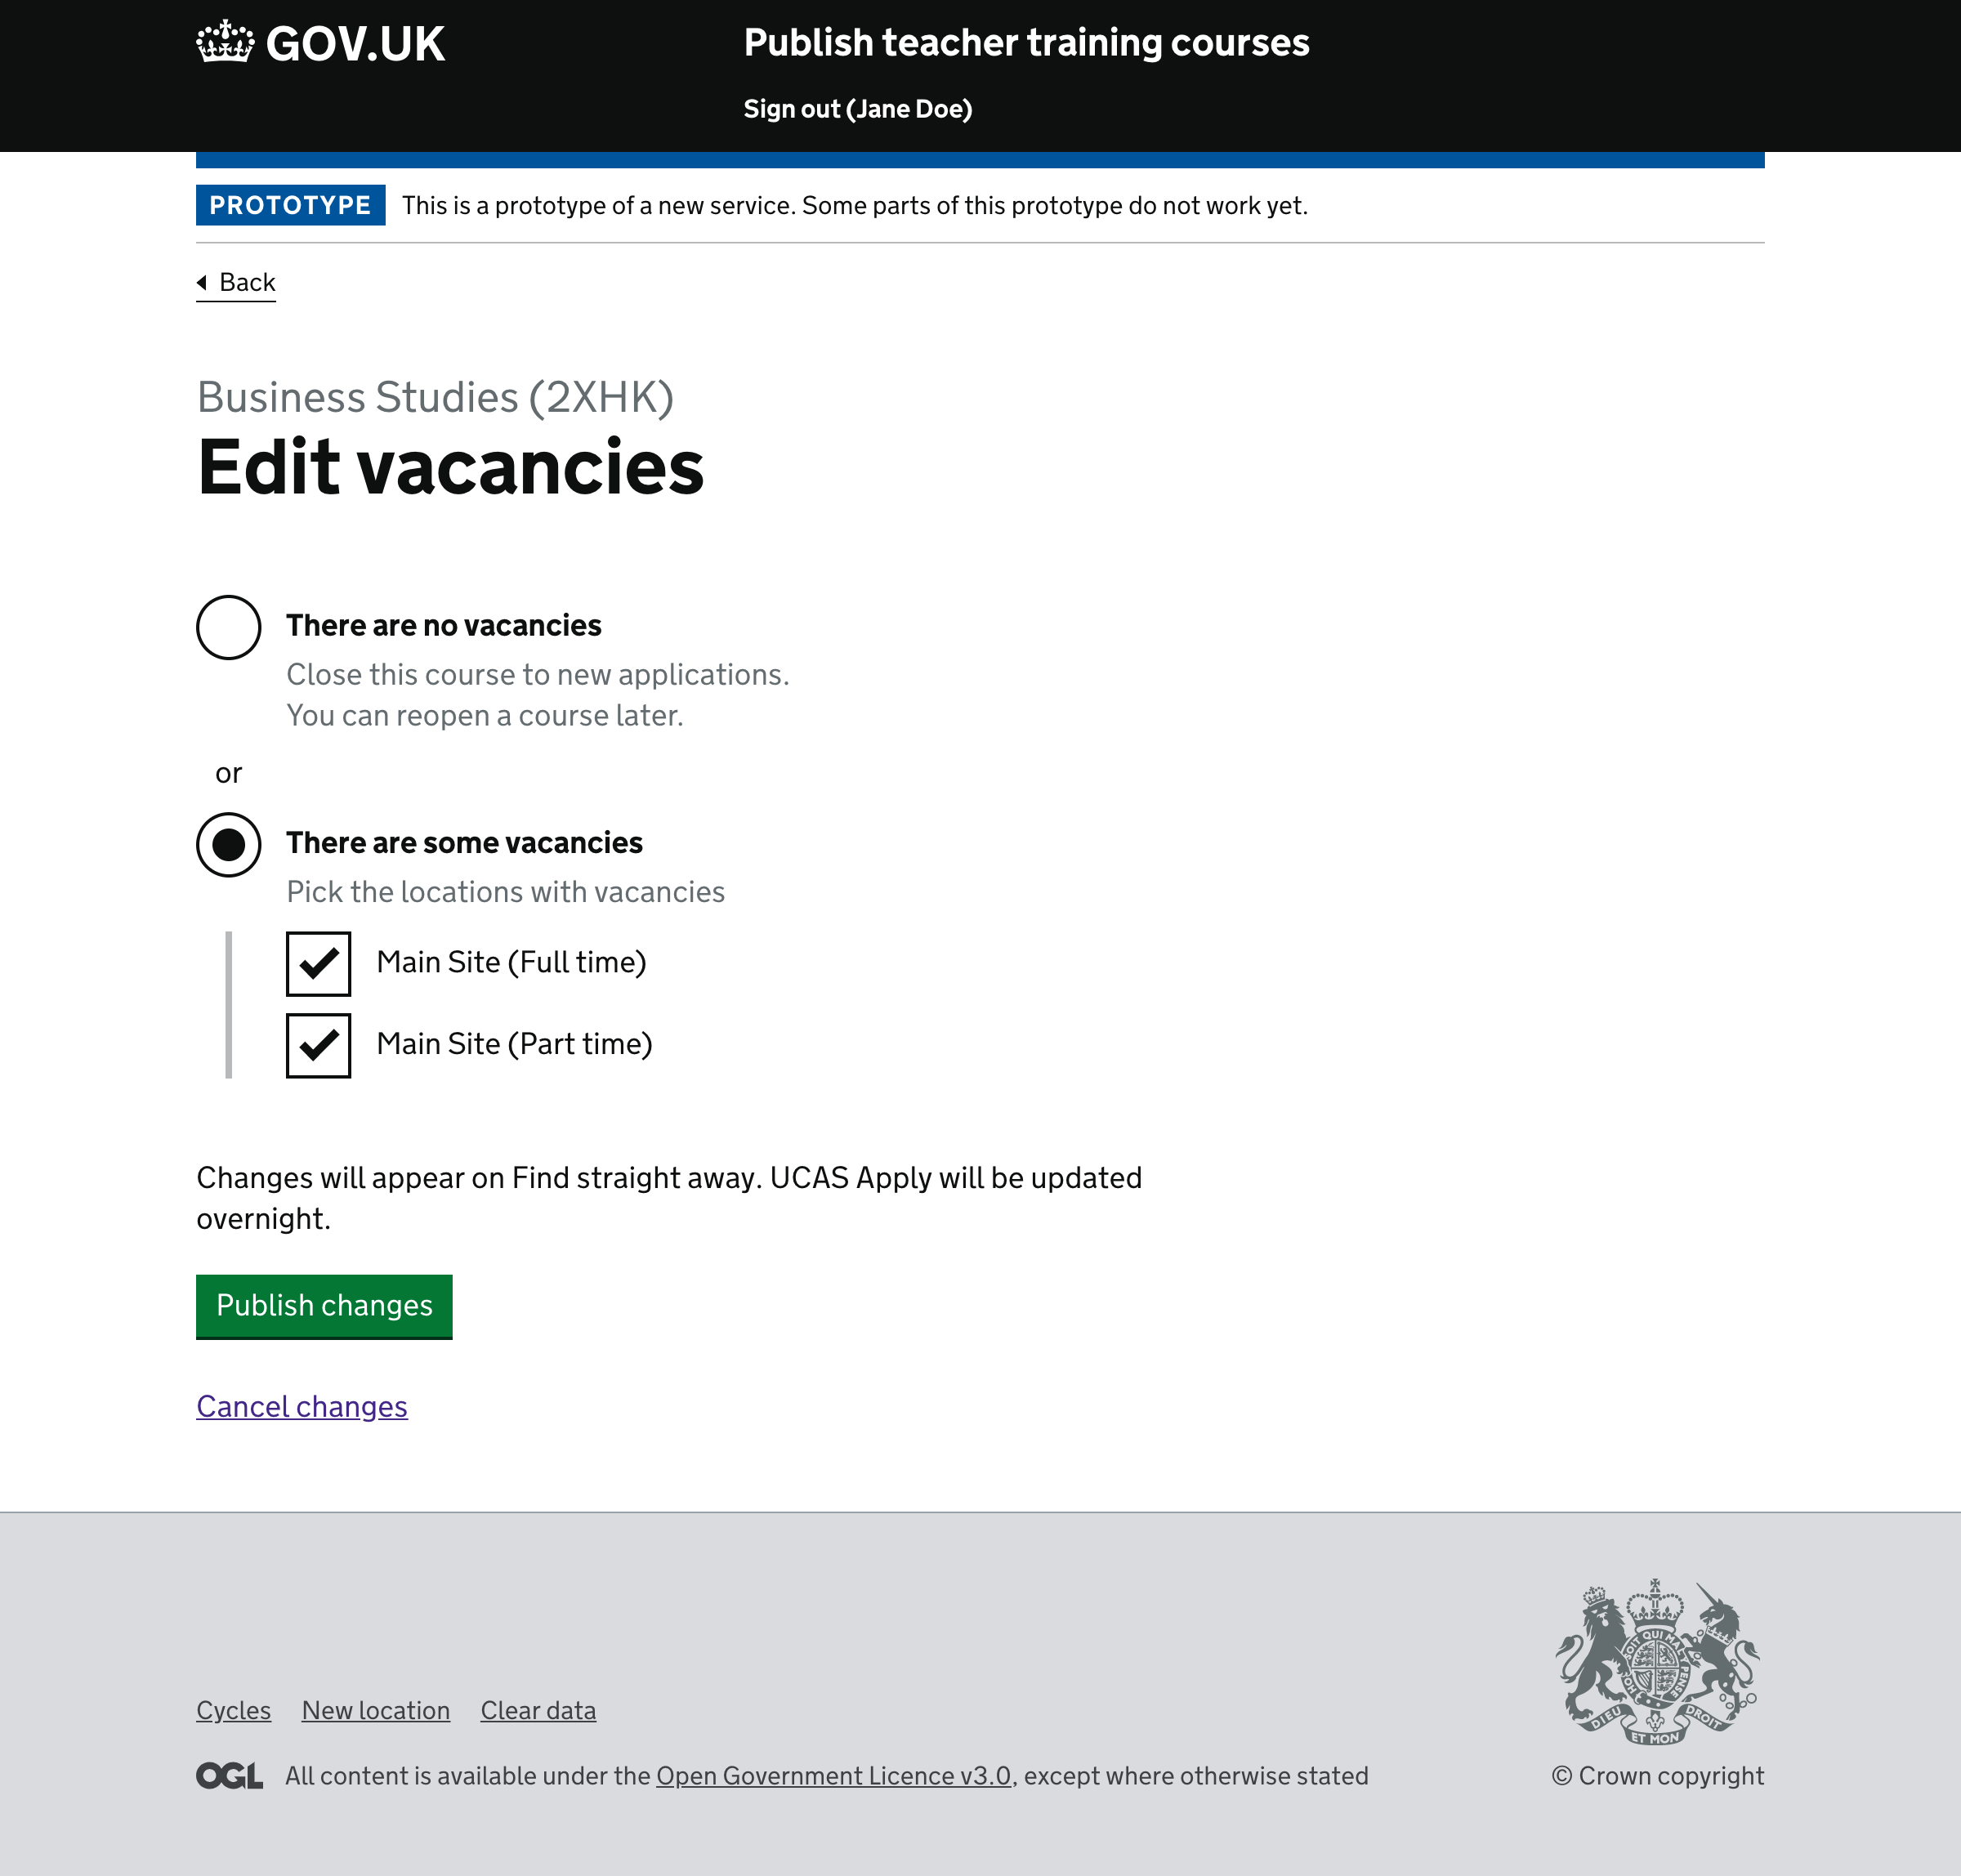 GOV.UK
Publish teacher training courses
Sign out (Jane Doe)
PROTOTYPE This is a prototype of a new service. Some parts of this prototype do not work yet.
Back
Business Studies (2XHK)
Edit vacancies
There are no vacancies
Close this course to new applications.
You can reopen a course later.
or
There are some vacancies
Pick the locations with vacancies
Main Site (Full time)
Main Site (Part time)
Changes will appear on Find straight away. UCAS Apply will be updated
overnight.
Publish changes
Cancel changes
Cycles New location Clear data
OGL All content is available under the Open Government Licence v3.0, except where otherwise stated
DIEU ET MON DROIT
© Crown copyright